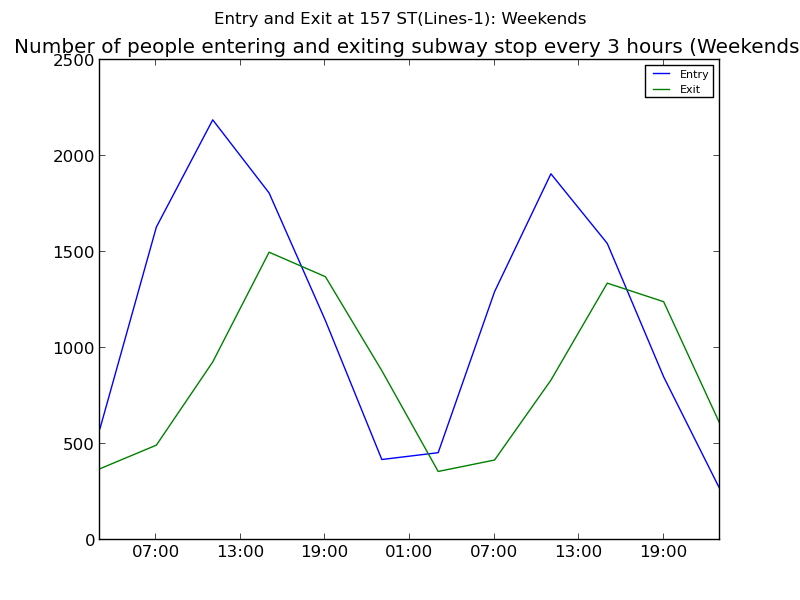 Entry and Exit at 157 ST(Lines-1): Weekends
Number of people entering and exiting subway stop every 3 hours (Weekends
2500
Entry
Exit
2000
1500
1000
500
0
07:00 13:00 19:00 01:00 07:00 13:00 19:00